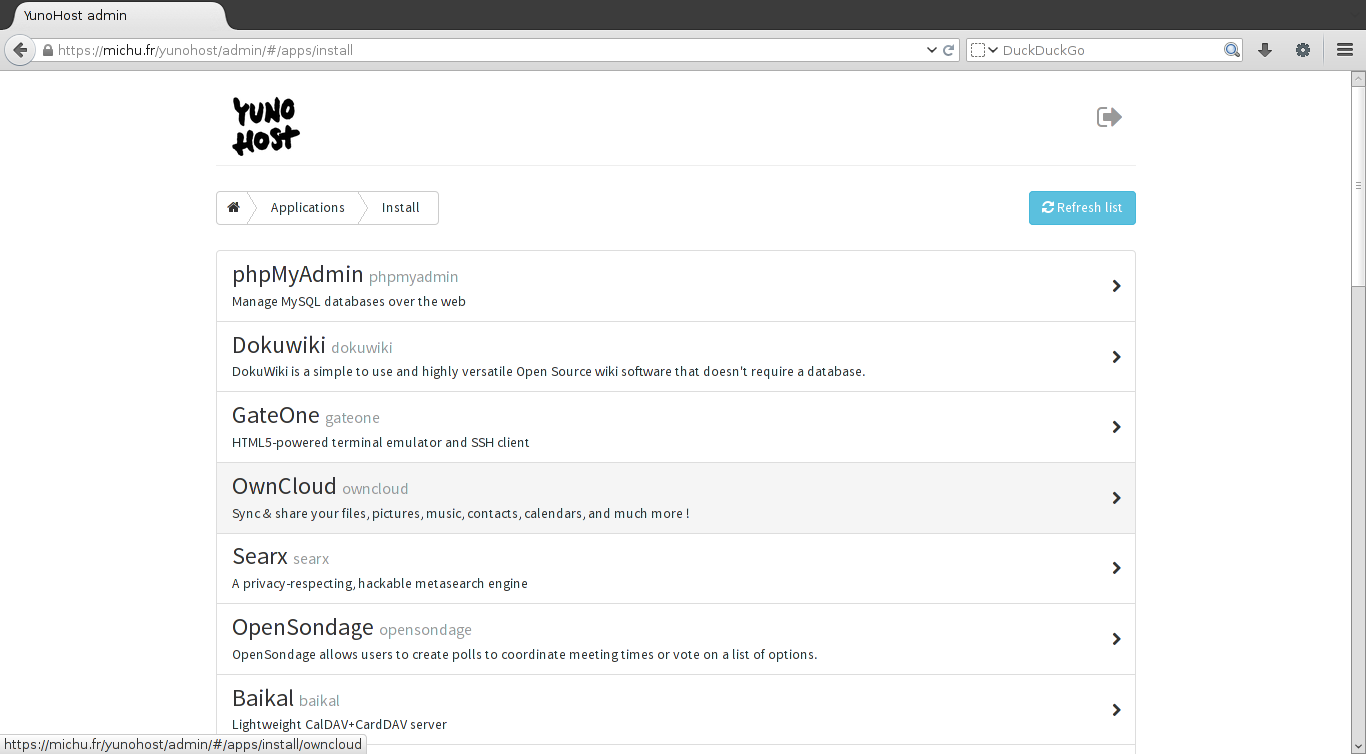 YunoHost admin
https://michu.fr/yunohost/admin/#/apps/install
DuckDuckGo
YUNO
HOST
Applications
Install
Refresh list
phpMyAdmin phpmyadmin
Manage MySQL databases over the web
Dokuwiki dokuwiki
DokuWiki is a simple to use and highly versatile Open Source wiki software that doesn't require a database.
GateOne gateone
HTML5-powered terminal emulator and SSH client
OwnCloud owncloud
Sync & share your files, pictures, music, contacts, calendars, and much more !
Searx searx
A privacy-respecting, hackable metasearch engine
OpenSondage opensondage
OpenSondage allows users to create polls to coordinate meeting times or vote on a list of options.
Baikal baikal
Lightweight CalDAV+CardDAV server
https://michu.fr/yunohost/admin/#/apps/install/owncloud